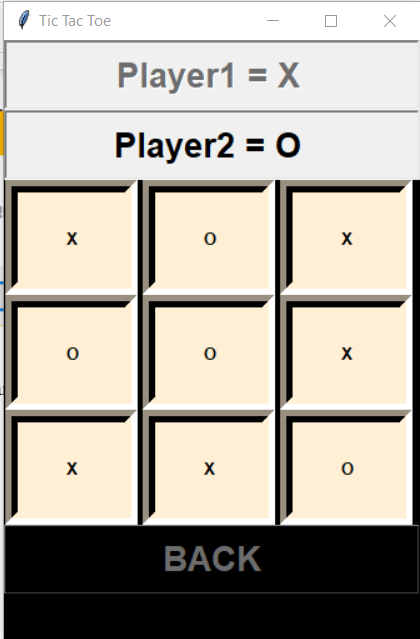 Tic Tac Toe
Player1 = X
Player2 = O
X O X
O O X
X X O
BACK